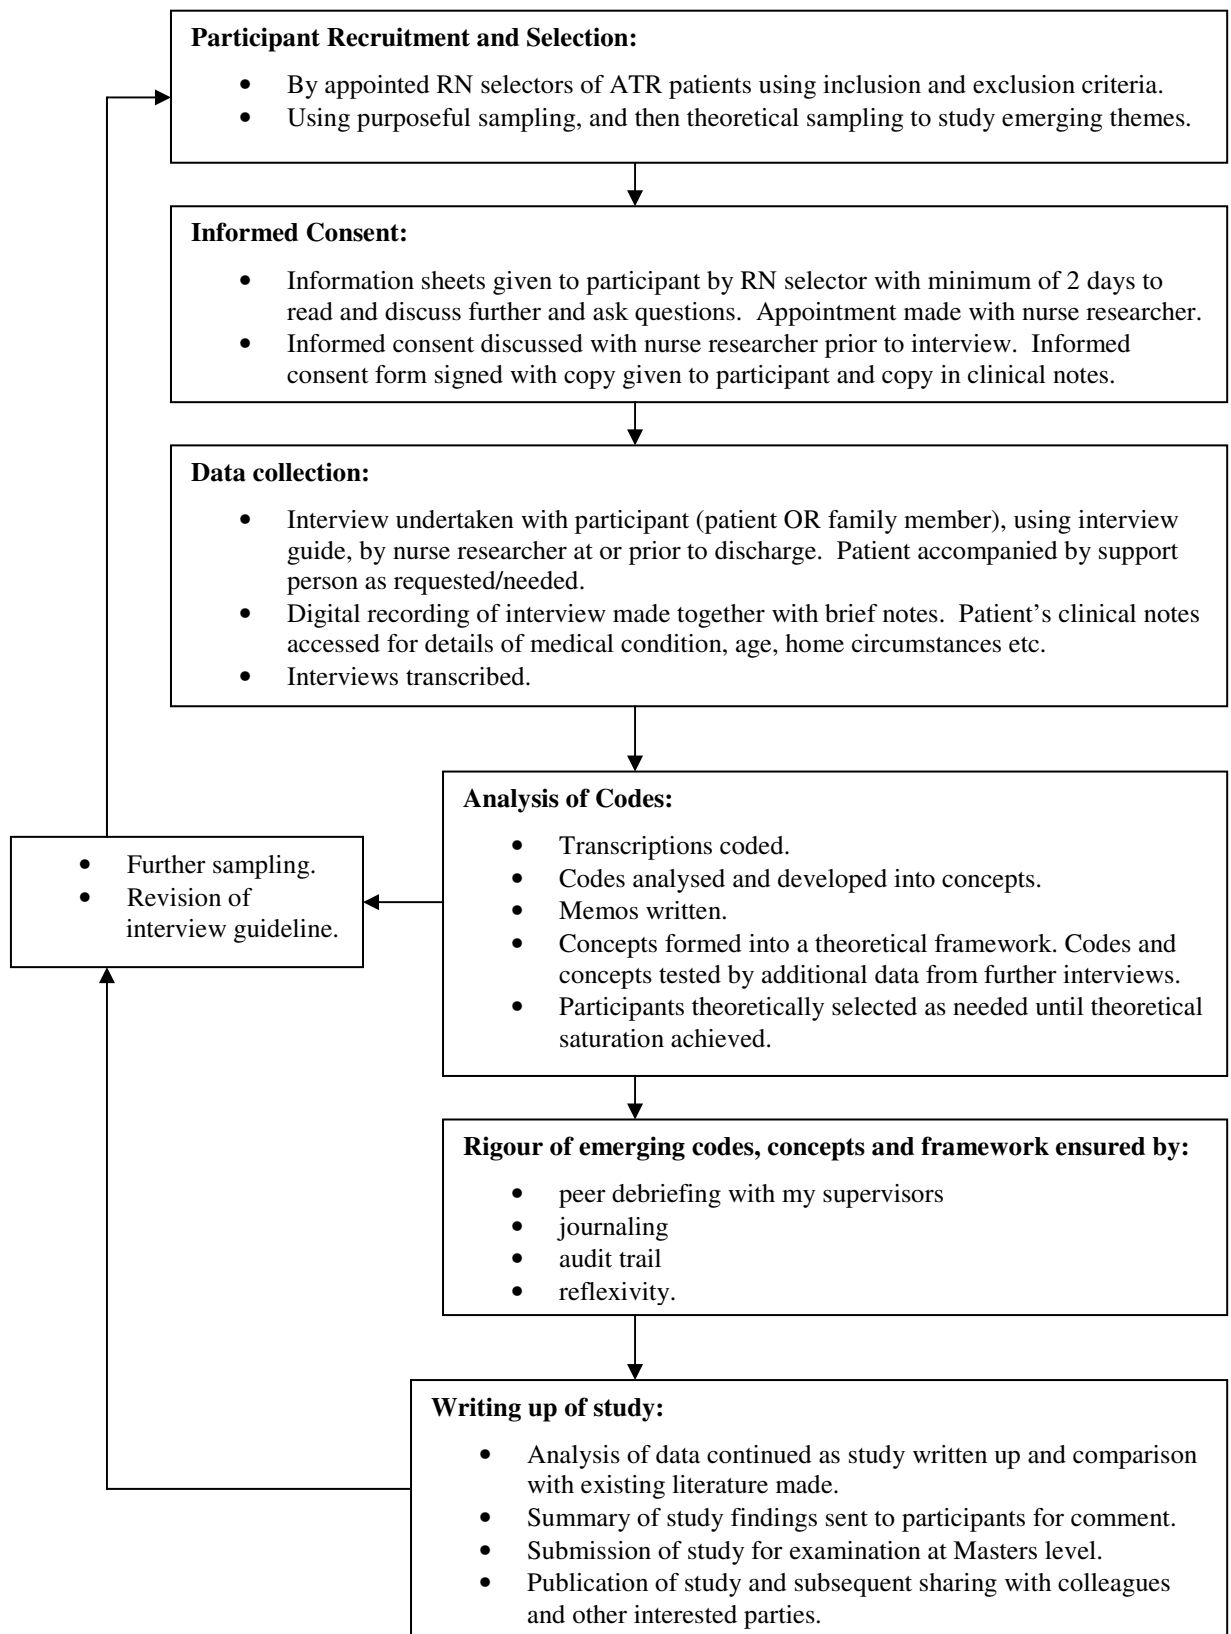 Participant Recruitment and Selection:
• By appointed RN selectors of ATR patients using inclusion and exclusion criteria.
• Using purposeful sampling, and then theoretical sampling to study emerging themes.
Informed Consent:
• Information sheets given to participant by RN selector with minimum of 2 days to
read and discuss further and ask questions.  Appointment made with nurse researcher.
• Informed consent discussed with nurse researcher prior to interview.  Informed
consent form signed with copy given to participant and copy in clinical notes.
Data collection:
• Interview undertaken with participant (patient OR family member), using interview
guide, by nurse researcher at or prior to discharge.  Patient accompanied by support
person as requested/needed.
• Digital recording of interview made together with brief notes.  Patient’s clinical notes
accessed for details of medical condition, age, home circumstances etc.
• Interviews transcribed.
Analysis of Codes:
• Transcriptions coded.
• Codes analysed and developed into concepts.
• Memos written.
• Concepts formed into a theoretical framework. Codes and
concepts tested by additional data from further interviews.
• Participants theoretically selected as needed until theoretical
saturation achieved.
• Further sampling.
• Revision of
interview guideline.
Rigour of emerging codes, concepts and framework ensured by:
• peer debriefing with my supervisors
• journaling
• audit trail
• reflexivity.
Writing up of study:
• Analysis of data continued as study written up and comparison
with existing literature made.
• Summary of study findings sent to participants for comment.
• Submission of study for examination at Masters level.
• Publication of study and subsequent sharing with colleagues
and other interested parties.